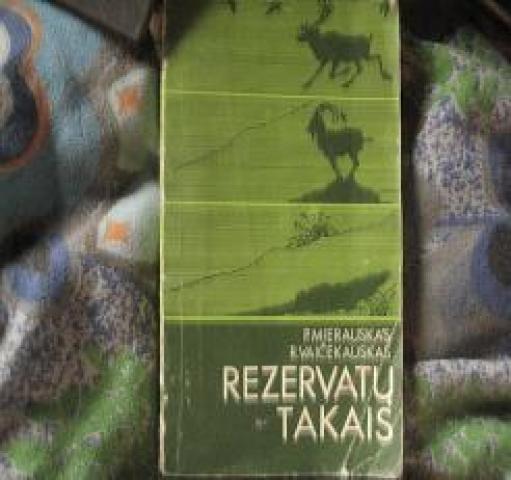 P. MIERAUSKAS
R. VAIČEKAUSKAS
REZERVATŲ
TAKAIS